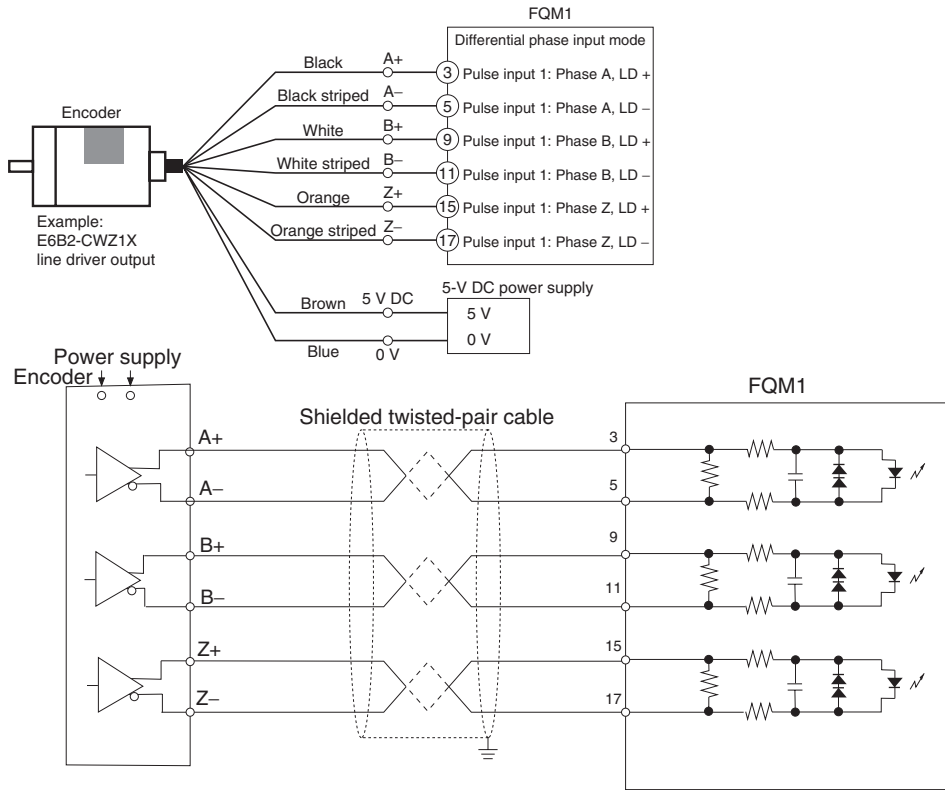 FQM1
Differential phase input mode
Black A+ 3 Pulse input 1: Phase A, LD +
Black striped A− 5 Pulse input 1: Phase A, LD −
Encoder
White B+ 9 Pulse input 1: Phase B, LD +
White striped B− 11 Pulse input 1: Phase B, LD −
Orange Z+ 15 Pulse input 1: Phase Z, LD +
Orange striped Z− 17 Pulse input 1: Phase Z, LD −
Example:
E6B2-CWZ1X
line driver output
5-V DC power supply
Brown 5 V DC 5 V
Blue 0 V 0 V
Power supply
Encoder
FQM1
Shielded twisted-pair cable
A+ 3
A− 5
B+ 9
B− 11
Z+ 15
Z− 17